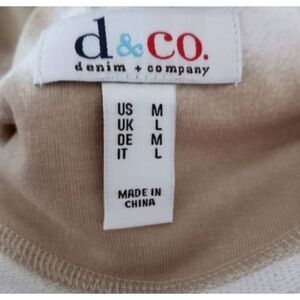 d&co.
denim + company
US M
UK L
DE M
IT L
MADE IN
CHINA